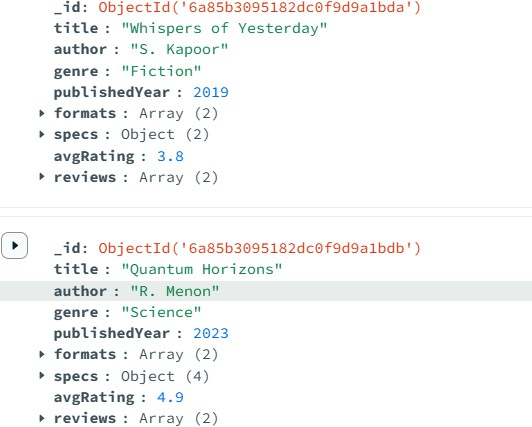 _id: ObjectId('6a85b3095182dc0f9d9a1bda')
title : "Whispers of Yesterday"
author : "S. Kapoor"
genre : "Fiction"
publishedYear : 2019
formats : Array (2)
specs : Object (2)
avgRating : 3.8
reviews : Array (2)
_id: ObjectId('6a85b3095182dc0f9d9a1bdb')
title : "Quantum Horizons"
author : "R. Menon"
genre : "Science"
publishedYear : 2023
formats : Array (2)
specs : Object (4)
avgRating : 4.9
reviews : Array (2)